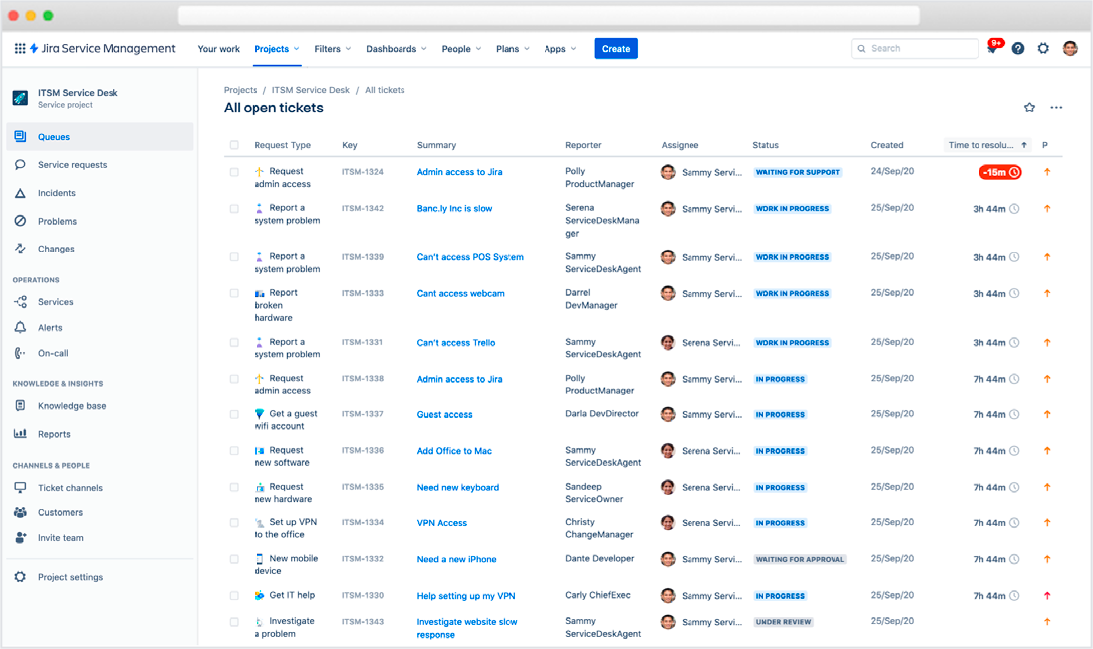 Jira Service Management Your work Projects Filters Dashboards People Plans Apps Create Search 9+
ITSM Service Desk
Service project
Queues
Service requests
Incidents
Problems
Changes
OPERATIONS
Services
Alerts
On-call
KNOWLEDGE & INSIGHTS
Knowledge base
Reports
CHANNELS & PEOPLE
Ticket channels
Customers
Invite team
Project settings
Projects / ITSM Service Desk / All tickets
All open tickets
Request Type Key Summary Reporter Assignee Status Created Time to resolu... P
Request ITSM-1324 Admin access to Jira Polly Sammy Servi... WAITING FOR SUPPORT 24/Sep/20 -15m
admin access ProductManager
Report a ITSM-1342 Banc.ly Inc is slow Serena Sammy Servi... WORK IN PROGRESS 25/Sep/20 3h 44m
system problem ServiceDeskMana
ger
Report a ITSM-1339 Can't access POS System Sammy Sammy Servi... WORK IN PROGRESS 25/Sep/20 3h 44m
system problem ServiceDeskAgent
Report ITSM-1333 Cant access webcam Darrel Sammy Servi... WORK IN PROGRESS 25/Sep/20 3h 44m
broken DevManager
hardware
Report a ITSM-1331 Can't access Trello Sammy Serena Servi... WORK IN PROGRESS 25/Sep/20 3h 44m
system problem ServiceDeskAgent
Request ITSM-1338 Admin access to Jira Polly Sammy Servi... IN PROGRESS 25/Sep/20 7h 44m
admin access ProductManager
Get a guest ITSM-1337 Guest access Darla DevDirector Sammy Servi... IN PROGRESS 25/Sep/20 7h 44m
wifi account
Request ITSM-1336 Add Office to Mac Sammy Serena Servi... IN PROGRESS 25/Sep/20 7h 44m
new software ServiceDeskAgent
Request ITSM-1335 Need new keyboard Sandeep Serena Servi... IN PROGRESS 25/Sep/20 7h 44m
new hardware ServiceOwner
Set up VPN ITSM-1334 VPN Access Christy Serena Servi... IN PROGRESS 25/Sep/20 7h 44m
to the office ChangeManager
New mobile ITSM-1332 Need a new iPhone Dante Developer Sammy Servi... WAITING FOR APPROVAL 25/Sep/20 7h 44m
device
Get IT help ITSM-1330 Help setting up my VPN Carly ChiefExec Sammy Servi... IN PROGRESS 25/Sep/20 7h 44m
Investigate ITSM-1343 Investigate website slow Sammy Sammy Servi... UNDER REVIEW 25/Sep/20
a problem response ServiceDeskAgent